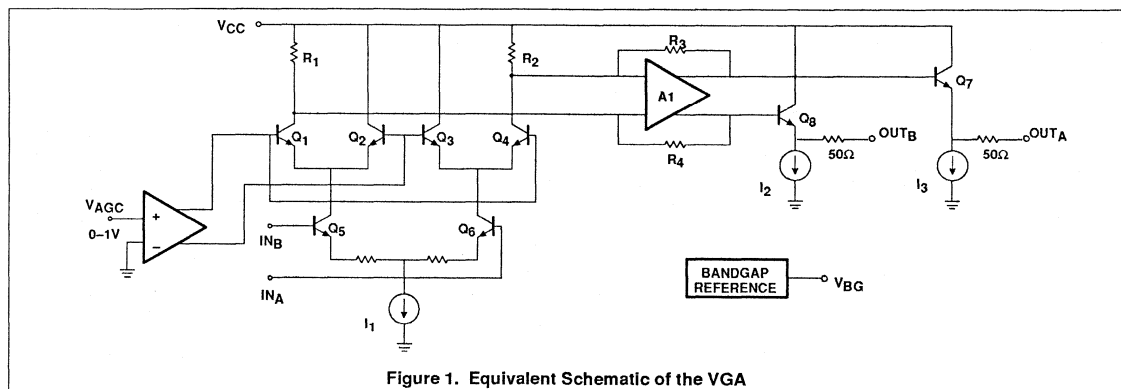 VCC
R1
R2
R3
Q7
A1
Q1
Q2
Q3
Q4
Q8
OUTB
OUTA
50Ω
50Ω
R4
I2
I3
VAGC
+
0–1V
–
Q5
Q6
INB
INA
BANDGAP
REFERENCE
VBG
I1
Figure 1. Equivalent Schematic of the VGA